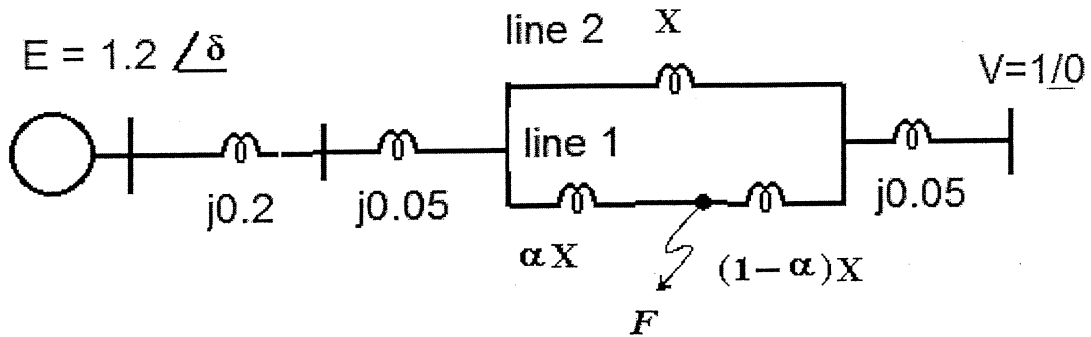 line 2 X
E = 1.2 /δ
V=1/0
line 1
j0.2 j0.05 j0.05
αX (1-α)X
F